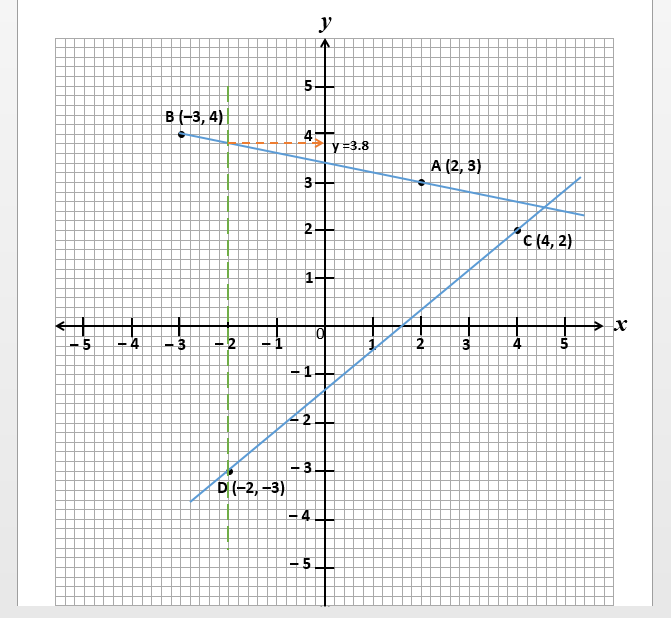 y
5
B (–3, 4)
4
y =3.8
A (2, 3)
3
2
C (4, 2)
1
x
0
– 5 – 4 – 3 – 2 – 1 1 2 3 4 5
– 1
– 2
– 3
D (–2, –3)
– 4
– 5